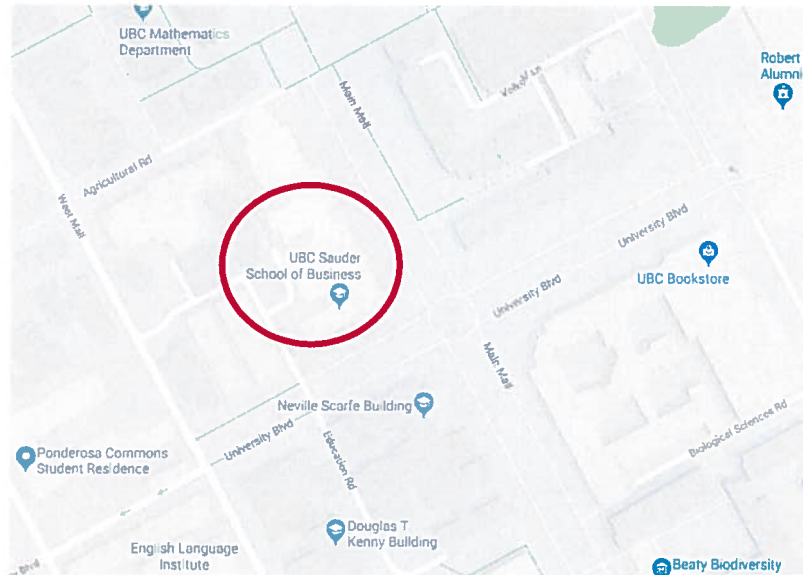 UBC Mathematics
Department
Robert
Alumni
Main Mall
Agricultural Rd
West Mall
University Blvd
UBC Sauder
School of Business
UBC Bookstore
University Blvd
Main Mall
Neville Scarfe Building
University Blvd
Education Rd
Biological Sciences Rd
Ponderosa Commons
Student Residence
Douglas T
Kenny Building
English Language
Institute
Blvd
Beaty Biodiversity